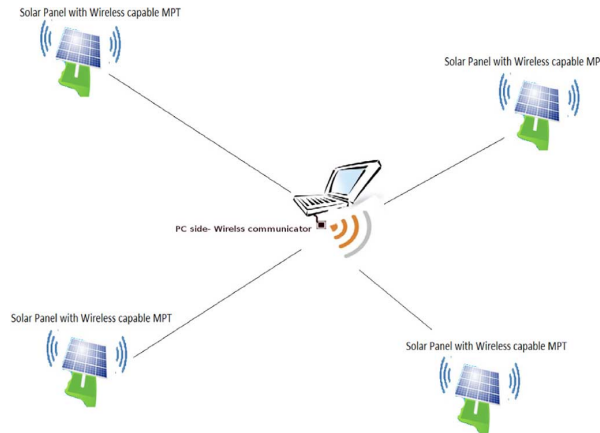 Solar Panel with Wireless capable MPT
Solar Panel with Wireless capable MP
PC side- Wirelss communicator
Solar Panel with Wireless capable MPT
Solar Panel with Wireless capable MPT